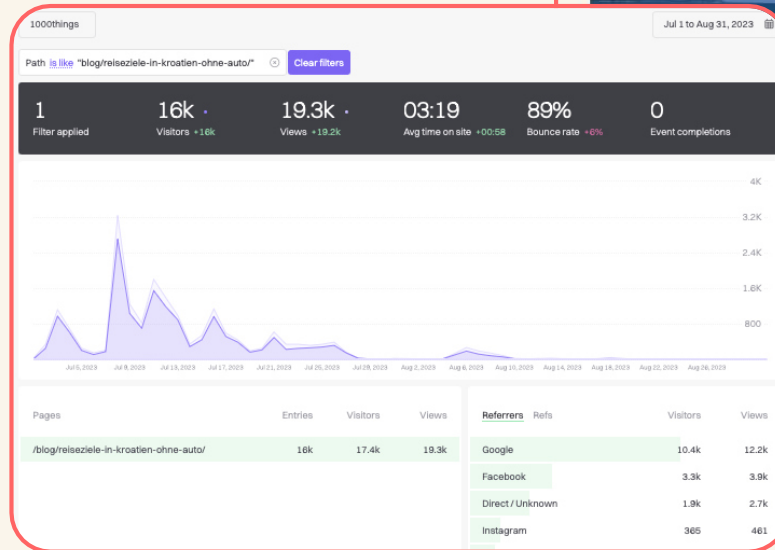 1000things
Jul 1 to Aug 31, 2023
Path is like "blog/reiseziele-in-kroatien-ohne-auto/"
Clear filters
1 16k 19.3k 03:19 89% 0
Filter applied Visitors +16k Views +19.2k Avg time on site +00:58 Bounce rate +6% Event completions
4K
3.2K
2.4K
1.6K
800
Jul 5, 2023 Jul 9, 2023 Jul 13, 2023 Jul 17, 2023 Jul 21, 2023 Jul 25, 2023 Jul 29, 2023 Aug 2, 2023 Aug 6, 2023 Aug 10, 2023 Aug 14, 2023 Aug 18, 2023 Aug 22, 2023 Aug 26, 2023
Pages Entries Visitors Views
/blog/reiseziele-in-kroatien-ohne-auto/ 16k 17.4k 19.3k
Referrers Refs Visitors Views
Google 10.4k 12.2k
Facebook 3.3k 3.9k
Direct / Unknown 1.9k 2.7k
Instagram 365 461